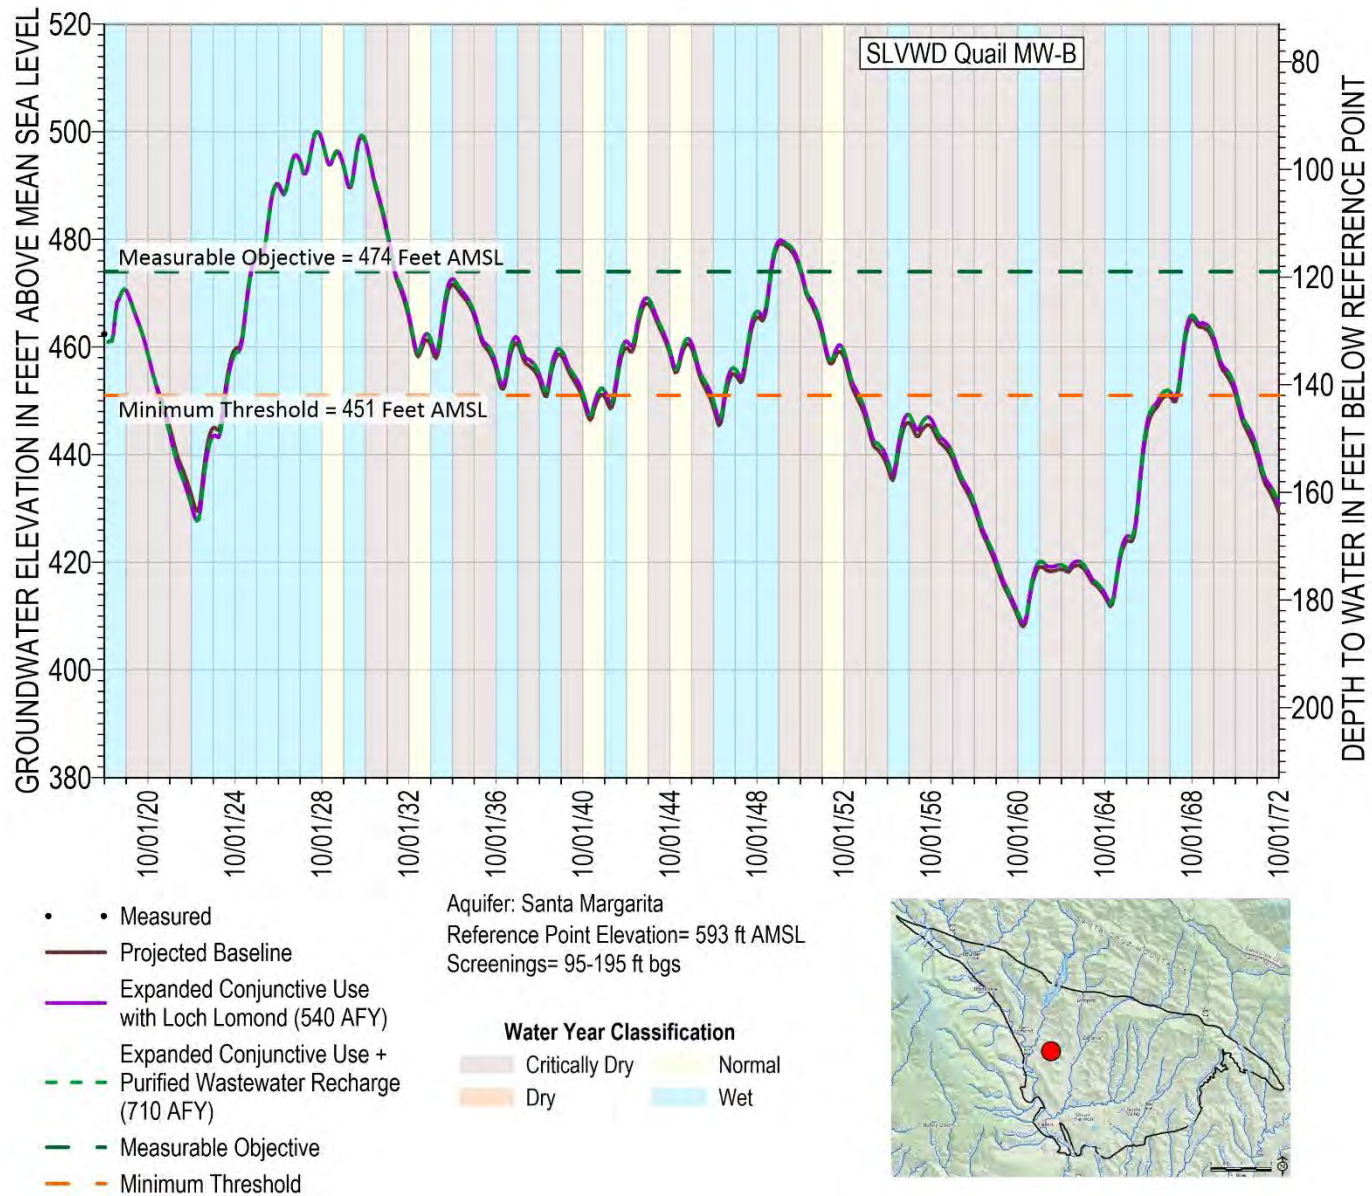 SLVWD Quail MW-B
GROUNDWATER ELEVATION IN FEET ABOVE MEAN SEA LEVEL
520
500
480
460
440
420
400
380
Measurable Objective = 474 Feet AMSL
Minimum Threshold = 451 Feet AMSL
80
100
120
140
160
180
200
DEPTH TO WATER IN FEET BELOW REFERENCE POINT
10/01/20
10/01/24
10/01/28
10/01/32
10/01/36
10/01/40
10/01/44
10/01/48
10/01/52
10/01/56
10/01/60
10/01/64
10/01/68
10/01/72
Measured
Projected Baseline
Expanded Conjunctive Use
with Loch Lomond (540 AFY)
Expanded Conjunctive Use +
Purified Wastewater Recharge
(710 AFY)
Measurable Objective
Minimum Threshold
Aquifer: Santa Margarita
Reference Point Elevation= 593 ft AMSL
Screenings= 95-195 ft bgs
Water Year Classification
Critically Dry
Normal
Dry
Wet